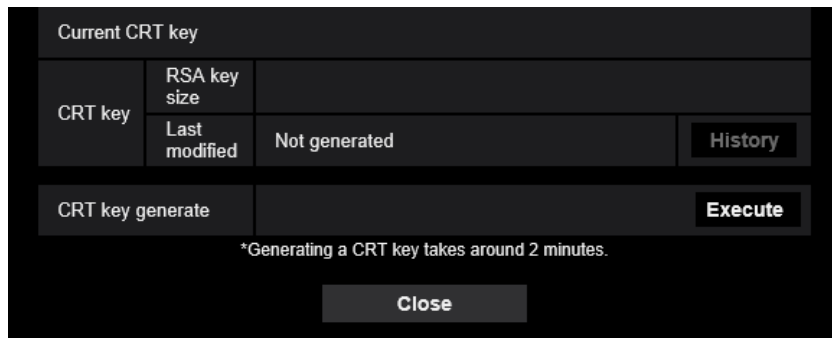 Current CRT key
CRT key
RSA key
size
Last
modified
Not generated
History
CRT key generate
Execute
*Generating a CRT key takes around 2 minutes.
Close